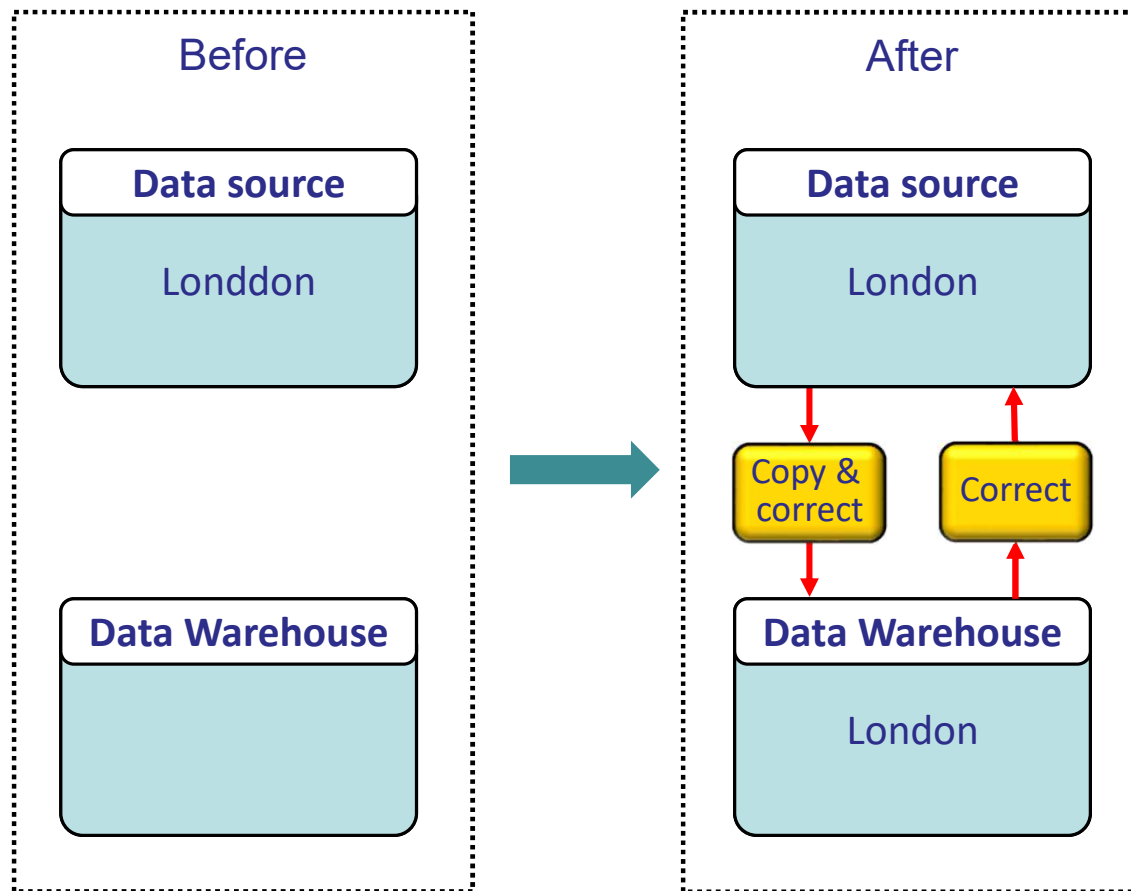 Before
Data source
Londdon
Data Warehouse
After
Data source
London
Copy &
correct
Correct
Data Warehouse
London